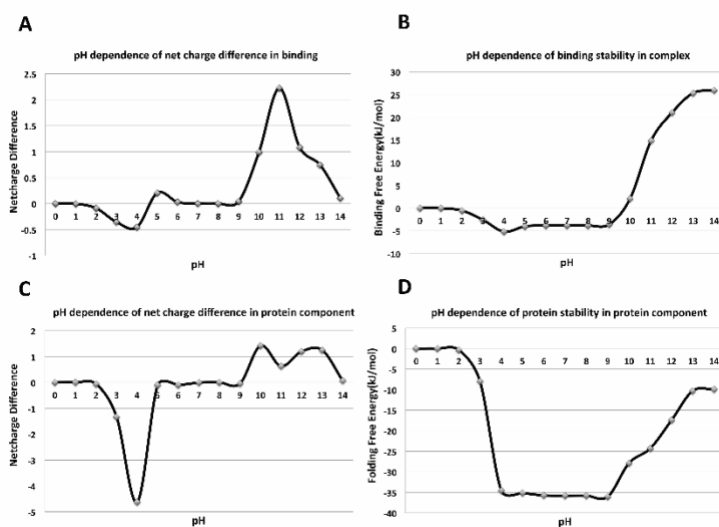 A
pH dependence of net charge difference in binding
2.5
2
1.5
1
0.5
0
-0.5
-1
Netcharge Difference
0 1 2 3 4 5 6 7 8 9 10 11 12 13 14
pH
B
pH dependence of binding stability in complex
30
25
20
15
10
5
0
-5
-10
Binding Free Energy(kJ/mol)
0 1 2 3 4 5 6 7 8 9 10 11 12 13 14
pH
C
pH dependence of net charge difference in protein component
2
1
0
-1
-2
-3
-4
-5
Netcharge Difference
0 1 2 3 4 5 6 7 8 9 10 11 12 13 14
pH
D
pH dependence of protein stability in protein component
5
0
-5
-10
-15
-20
-25
-30
-35
-40
Folding Free Energy(kJ/mol)
0 1 2 3 4 5 6 7 8 9 10 11 12 13 14
pH